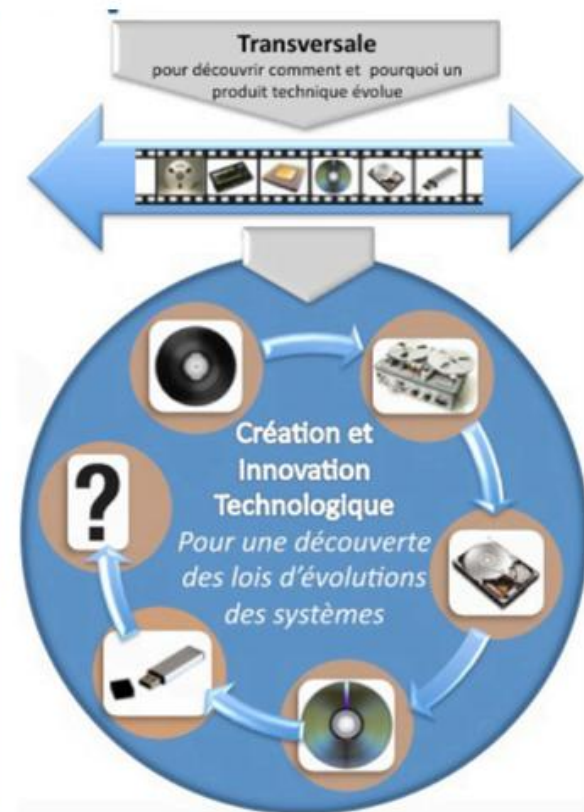 Transversale
pour découvrir comment et pourquoi un
produit technique évolue
Création et
Innovation
Technologique
Pour une découverte
des lois d'évolutions
des systèmes
?